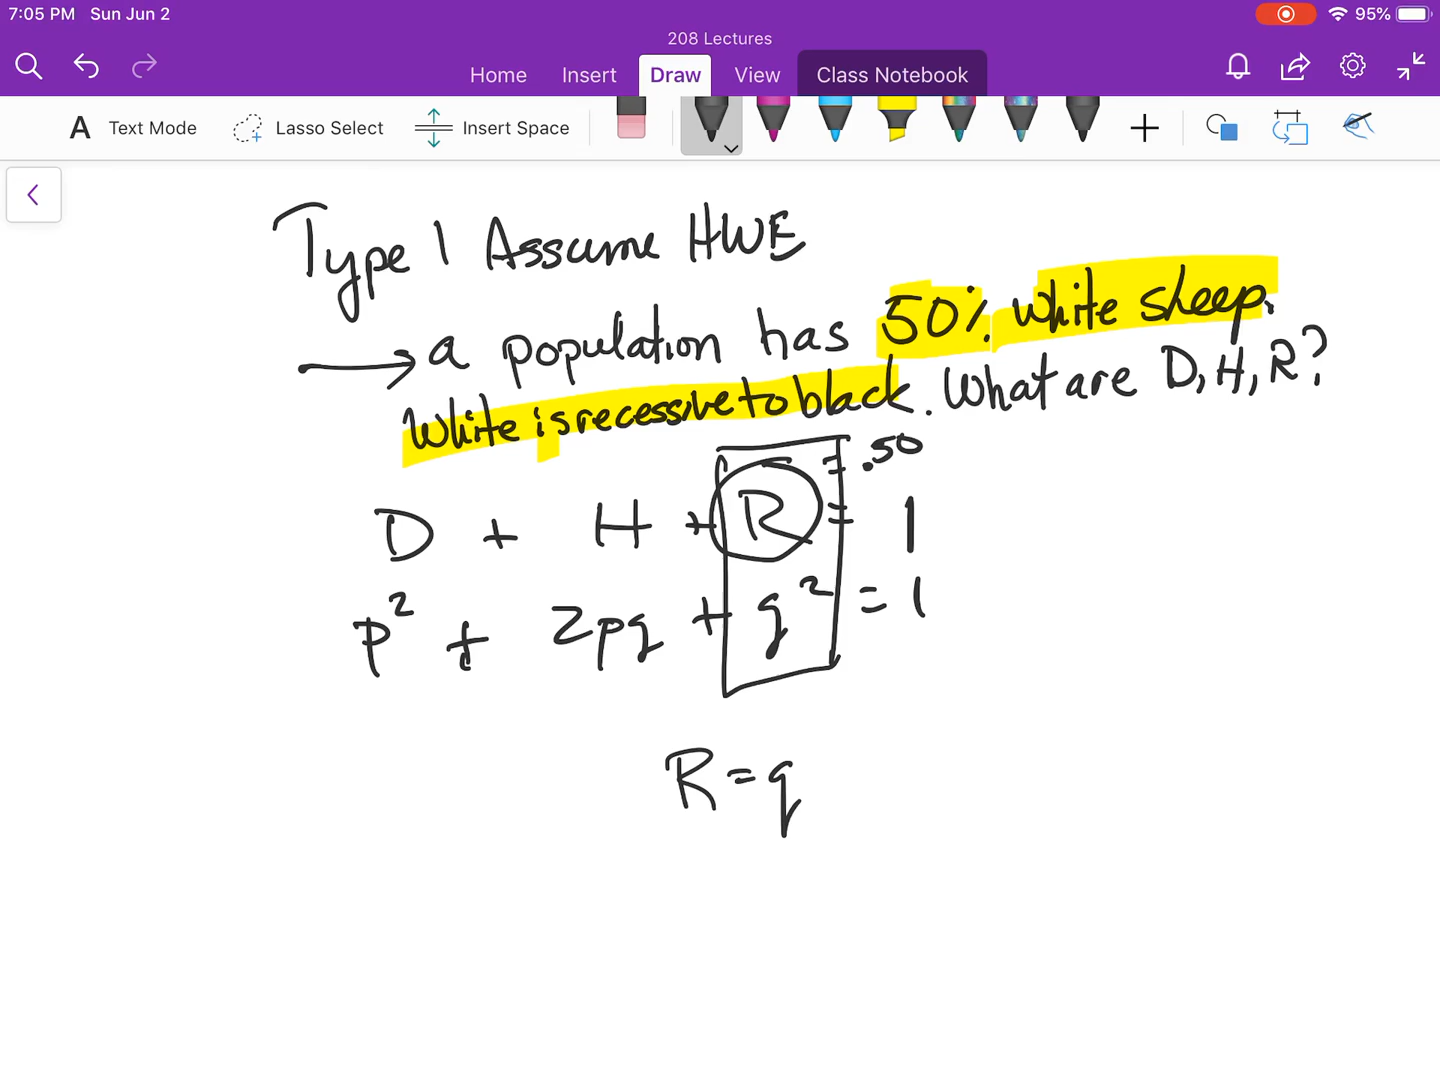 7:05 PM Sun Jun 2 95%
208 Lectures
Home Insert Draw View Class Notebook
A Text Mode Lasso Select Insert Space
Type 1 Assume HWE
→ a population has 50% white sheep.
White is recessive to black. What are D, H, R?
= .50
D + H + R = 1
p² + 2pq + q² = 1
R = q